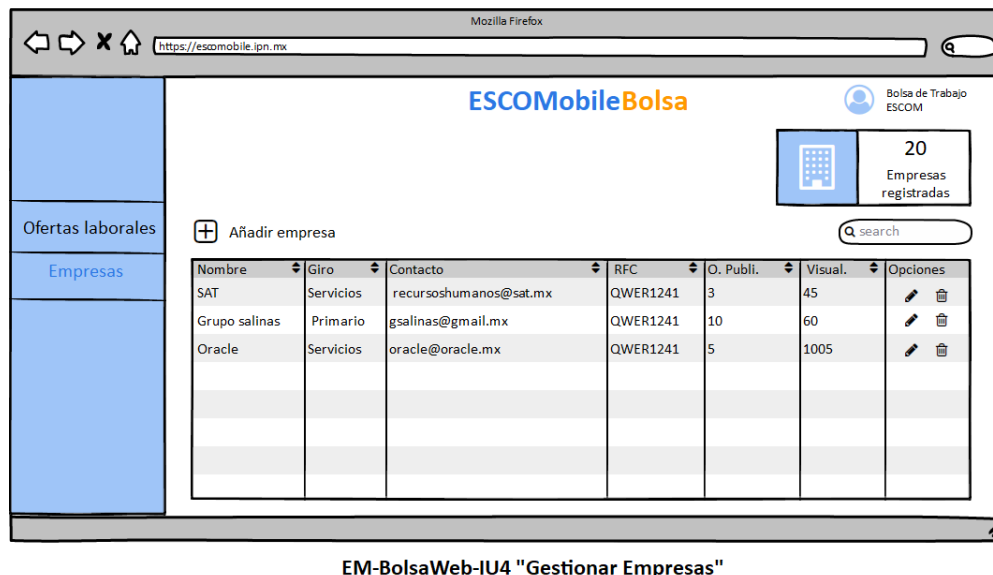 Mozilla Firefox
https://escomobile.ipn.mx
ESCOMobileBolsa
Bolsa de Trabajo
ESCOM
20
Empresas
registradas
Ofertas laborales
Empresas
Añadir empresa
search
Nombre Giro Contacto RFC O. Publi. Visual. Opciones
SAT Servicios recursoshumanos@sat.mx QWER1241 3 45
Grupo salinas Primario gsalinas@gmail.mx QWER1241 10 60
Oracle Servicios oracle@oracle.mx QWER1241 5 1005
EM-BolsaWeb-IU4 "Gestionar Empresas"